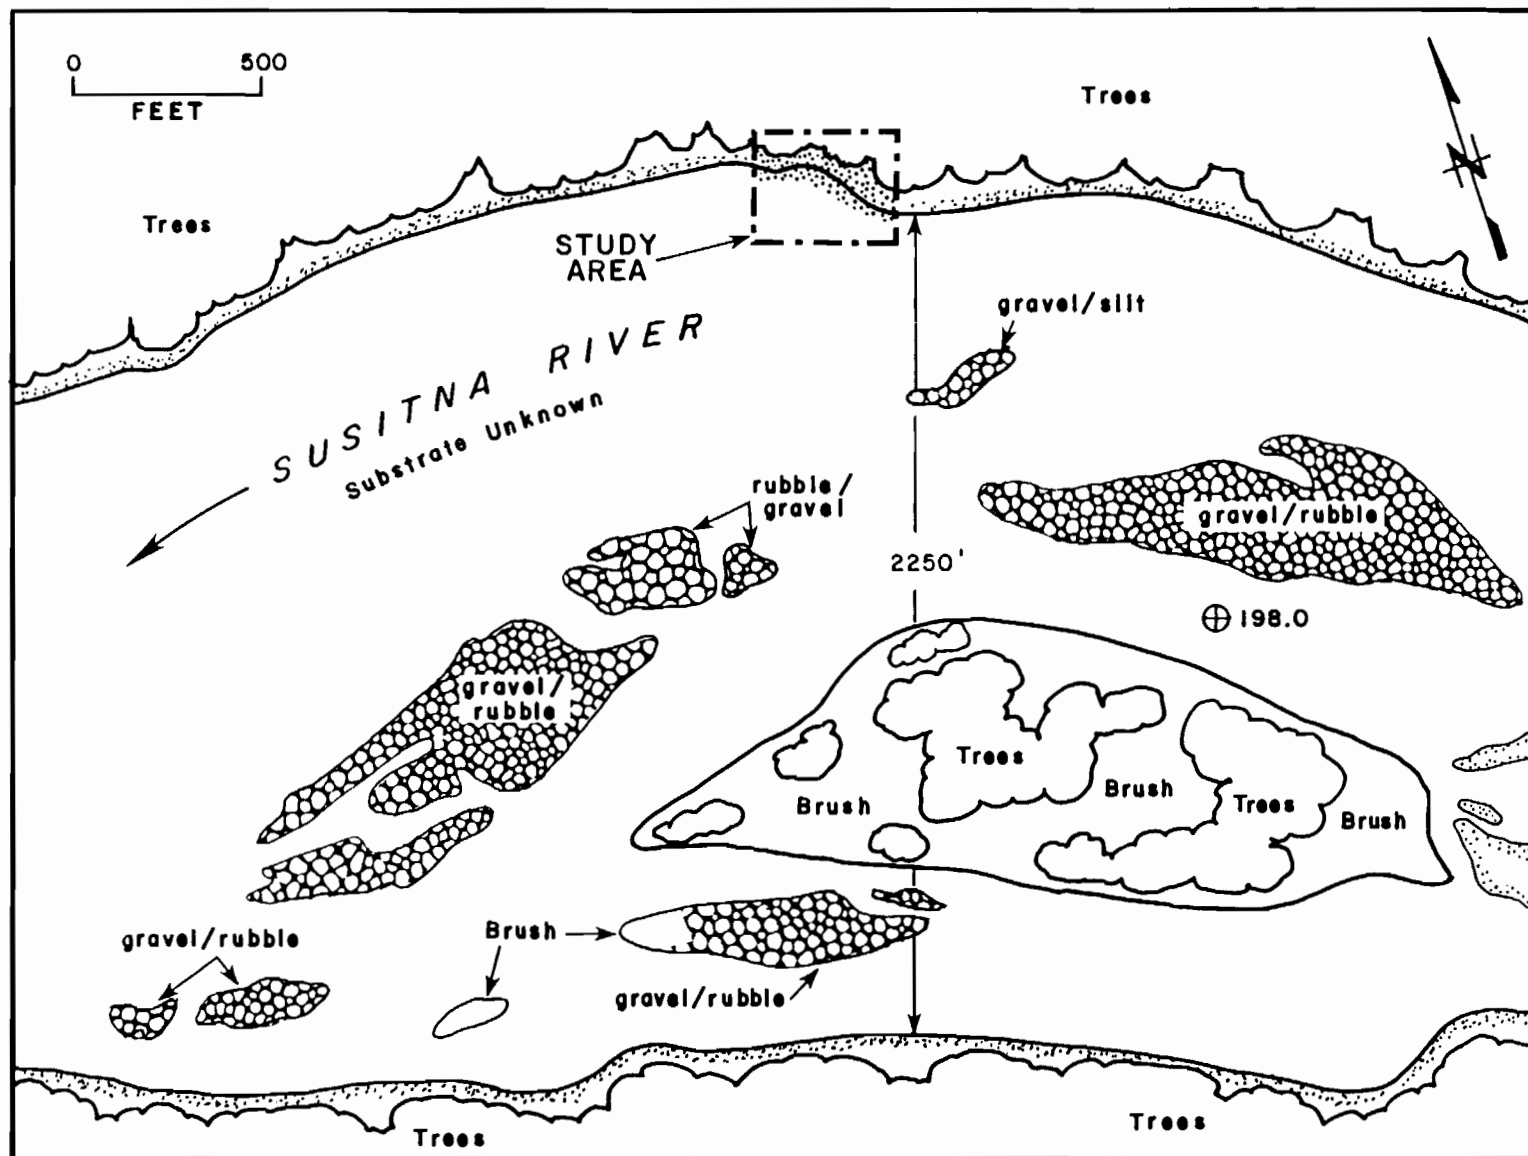 0 500
FEET
Trees
Trees
STUDY
AREA
gravel/silt
SUSITNA RIVER
Substrate Unknown
rubble/
gravel
gravel/rubble
2250'
198.0
gravel/
rubble
Trees
Brush
Brush
Trees
Brush
gravel/rubble
Brush
gravel/rubble
Trees
Trees
N